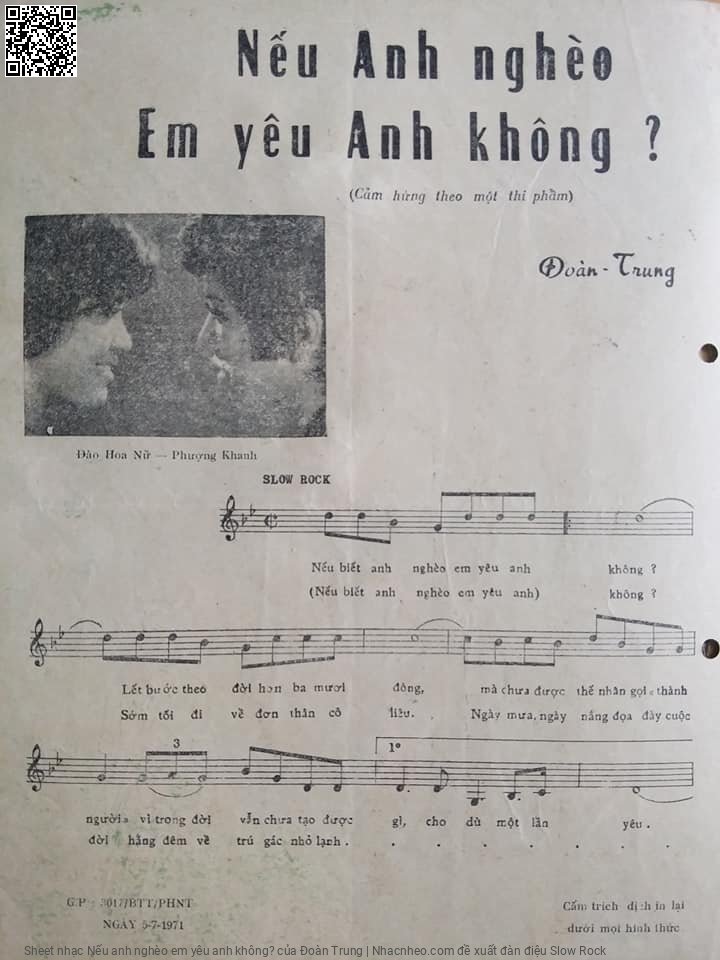 Nếu Anh nghèo
Em yêu Anh không ?
(Cảm hứng theo một thi phẩm)
Đoàn - Trung
Đào Hoa Nữ — Phượng Khanh
SLOW ROCK
Nếu biết anh nghèo em yêu anh không ?
(Nếu biết anh nghèo em yêu anh) không ?
Lết bước theo đời hơn ba mươi đông, mà chưa được thế nhân gọi là thành
Sớm tối đi về đơn thân cô liêu. Ngày mưa, ngày nắng đọa đày cuộc
3
1º
người. vì trong đời vẫn chưa tạo được gì, cho dù một lần yêu.
đời hằng đêm về trú gác nhỏ lạnh . . . . . . . .
GP : 3017/BTT/PHNT
NGÀY 5-7-1971
Cấm trích dịch in lại
dưới mọi hình thức
Sheet nhạc Nếu anh nghèo em yêu anh không? của Đoàn Trung | Nhacnheo.com đề xuất đàn điệu Slow Rock